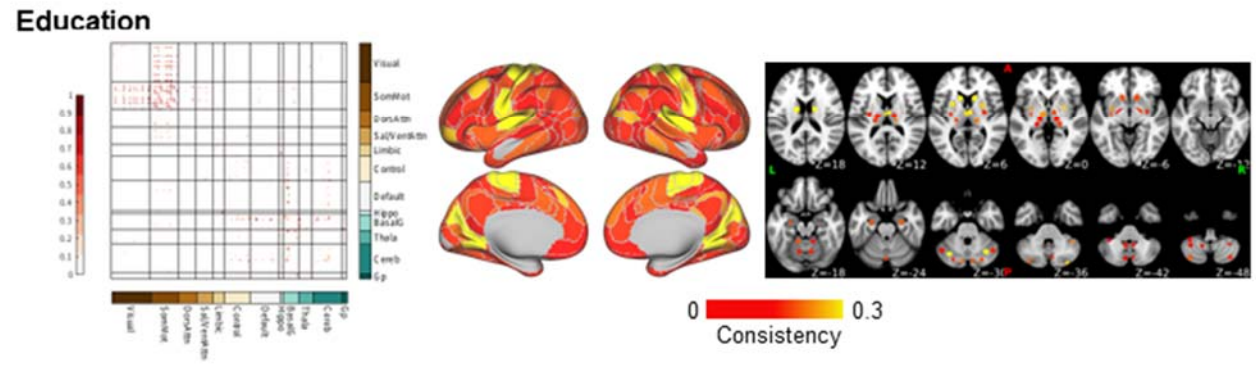 Education
1
0.9
0.8
0.7
0.6
0.5
0.4
0.3
0.2
0.1
0
Visual
SomMot
DorsAttn
Sal/VentAttn
Limbic
Control
Default
Hippo
BasalG
Thala
Cereb
Gp
Visual
SomMot
DorsAttn
Sal/VentAttn
Limbic
Control
Default
Hippo
BasalG
Thala
Cereb
Gp
A
Z=18 Z=12 Z=6 Z=0 Z=-6
L R
Z=-18 Z=-24 Z=-30 P Z=-36 Z=-42 Z=-48
0 0.3
Consistency